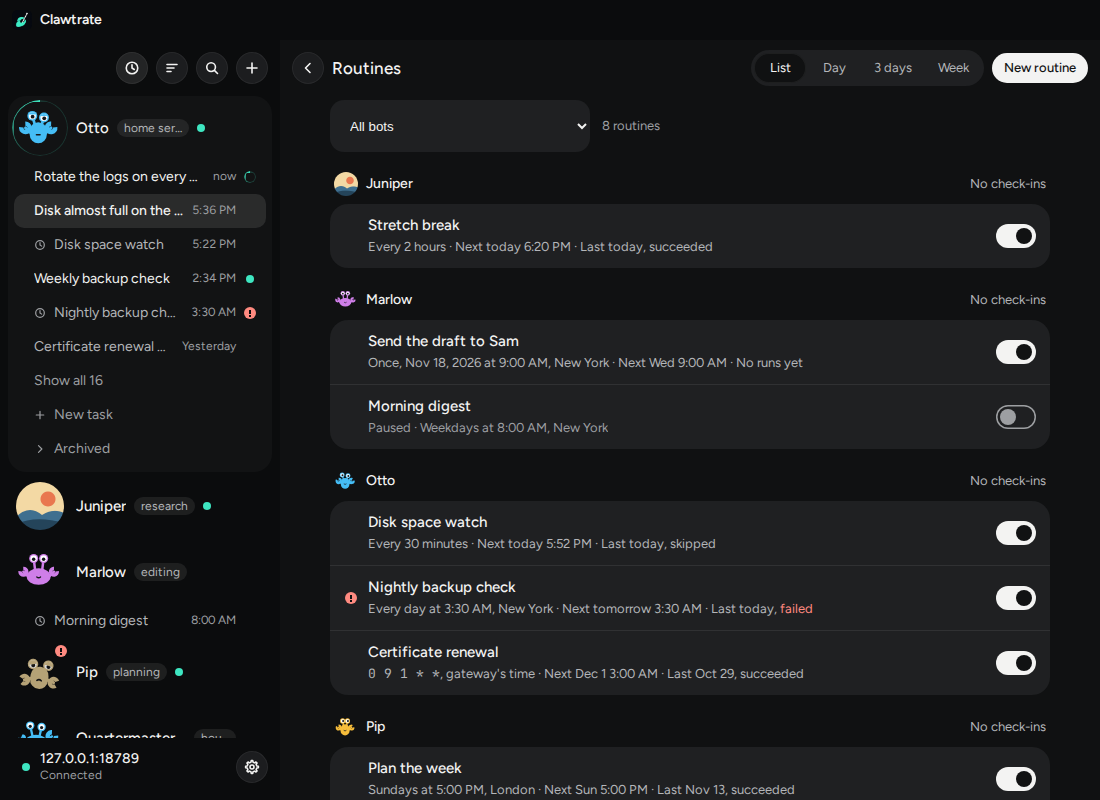 Clawtrate
Otto
home ser...
Rotate the logs on every ...
now
Disk almost full on the ...
5:36 PM
Disk space watch
5:22 PM
Weekly backup check
2:34 PM
Nightly backup ch...
3:30 AM
Certificate renewal ...
Yesterday
Show all 16
New task
Archived
Juniper
research
Marlow
editing
Morning digest
8:00 AM
Pip
planning
Quartermaster
hou...
127.0.0.1:18789
Connected
Routines
List
Day
3 days
Week
New routine
All bots
8 routines
Juniper
No check-ins
Stretch break
Every 2 hours · Next today 6:20 PM · Last today, succeeded
Marlow
No check-ins
Send the draft to Sam
Once, Nov 18, 2026 at 9:00 AM, New York · Next Wed 9:00 AM · No runs yet
Morning digest
Paused · Weekdays at 8:00 AM, New York
Otto
No check-ins
Disk space watch
Every 30 minutes · Next today 5:52 PM · Last today, skipped
Nightly backup check
Every day at 3:30 AM, New York · Next tomorrow 3:30 AM · Last today, failed
Certificate renewal
0 9 1 * *, gateway's time · Next Dec 1 3:00 AM · Last Oct 29, succeeded
Pip
No check-ins
Plan the week
Sundays at 5:00 PM, London · Next Sun 5:00 PM · Last Nov 13, succeeded